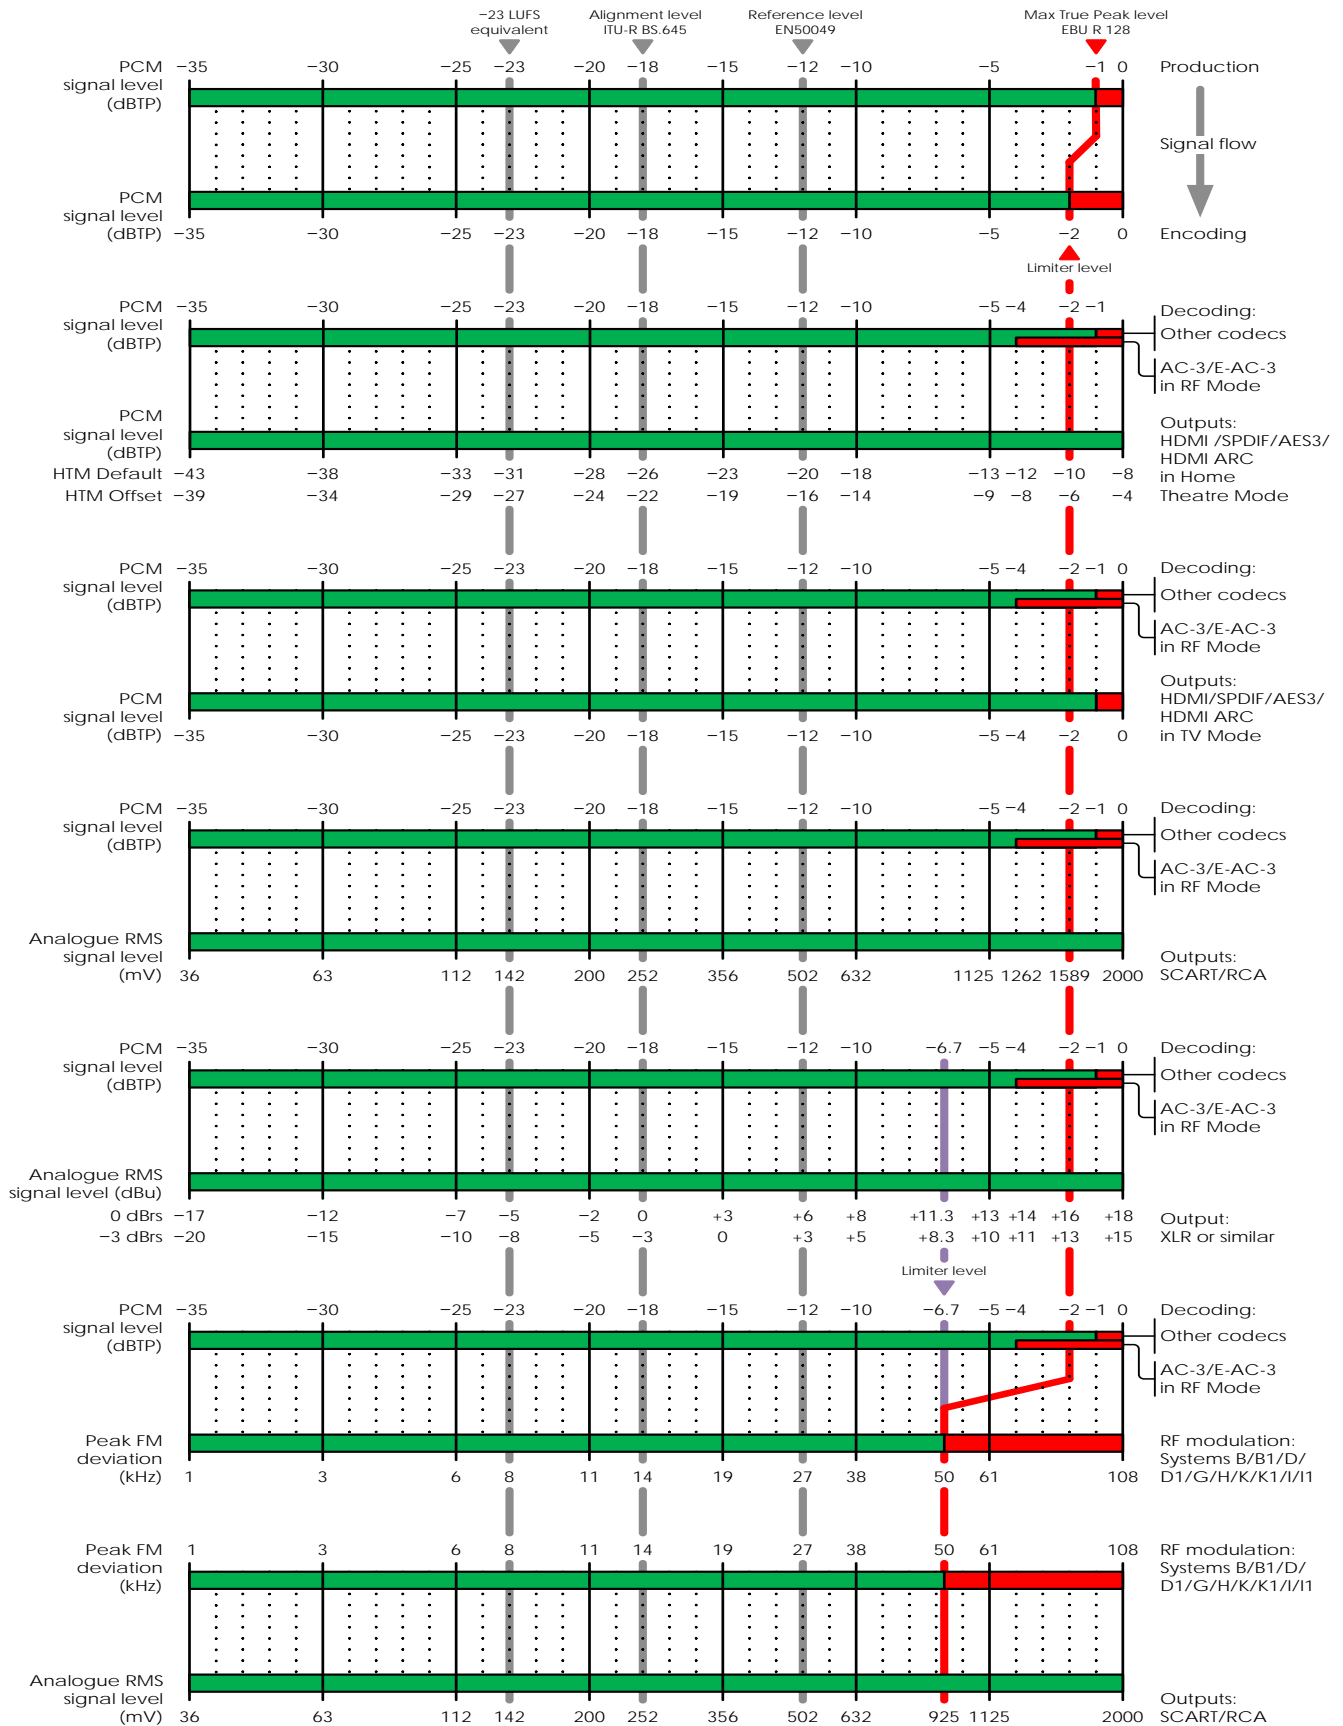 −23 LUFS equivalent
Alignment level ITU-R BS.645
Reference level EN50049
Max True Peak level EBU R 128
PCM signal level (dBTP)
−35 −30 −25 −23 −20 −18 −15 −12 −10 −5 −1 0
Production
Signal flow
PCM signal level (dBTP)
−35 −30 −25 −23 −20 −18 −15 −12 −10 −5 −2 0
Encoding
Limiter level
PCM signal level (dBTP)
−35 −30 −25 −23 −20 −18 −15 −12 −10 −5 −4 −2 −1
Decoding:
Other codecs
AC-3/E-AC-3
in RF Mode
PCM signal level (dBTP)
Outputs:
HDMI /SPDIF/AES3/
HDMI ARC
in Home
Theatre Mode
HTM Default −43 −38 −33 −31 −28 −26 −23 −20 −18 −13 −12 −10 −8
HTM Offset −39 −34 −29 −27 −24 −22 −19 −16 −14 −9 −8 −6 −4
PCM signal level (dBTP)
−35 −30 −25 −23 −20 −18 −15 −12 −10 −5 −4 −2 −1 0
Decoding:
Other codecs
AC-3/E-AC-3
in RF Mode
PCM signal level (dBTP)
−35 −30 −25 −23 −20 −18 −15 −12 −10 −5 −4 −2 0
Outputs:
HDMI/SPDIF/AES3/
HDMI ARC
in TV Mode
PCM signal level (dBTP)
−35 −30 −25 −23 −20 −18 −15 −12 −10 −5 −4 −2 −1 0
Decoding:
Other codecs
AC-3/E-AC-3
in RF Mode
Analogue RMS signal level (mV)
36 63 112 142 200 252 356 502 632 1125 1262 1589 2000
Outputs:
SCART/RCA
PCM signal level (dBTP)
−35 −30 −25 −23 −20 −18 −15 −12 −10 −6.7 −5 −4 −2 −1 0
Decoding:
Other codecs
AC-3/E-AC-3
in RF Mode
Analogue RMS signal level (dBu)
0 dBrs −17 −12 −7 −5 −2 0 +3 +6 +8 +11.3 +13 +14 +16 +18
−3 dBrs −20 −15 −10 −8 −5 −3 0 +3 +5 +8.3 +10 +11 +13 +15
Output:
XLR or similar
Limiter level
PCM signal level (dBTP)
−35 −30 −25 −23 −20 −18 −15 −12 −10 −6.7 −5 −4 −2 −1 0
Decoding:
Other codecs
AC-3/E-AC-3
in RF Mode
Peak FM deviation (kHz)
1 3 6 8 11 14 19 27 38 50 61 108
RF modulation:
Systems B/B1/D/
D1/G/H/K/K1/I/I1
Peak FM deviation (kHz)
1 3 6 8 11 14 19 27 38 50 61 108
RF modulation:
Systems B/B1/D/
D1/G/H/K/K1/I/I1
Analogue RMS signal level (mV)
36 63 112 142 200 252 356 502 632 925 1125 2000
Outputs:
SCART/RCA